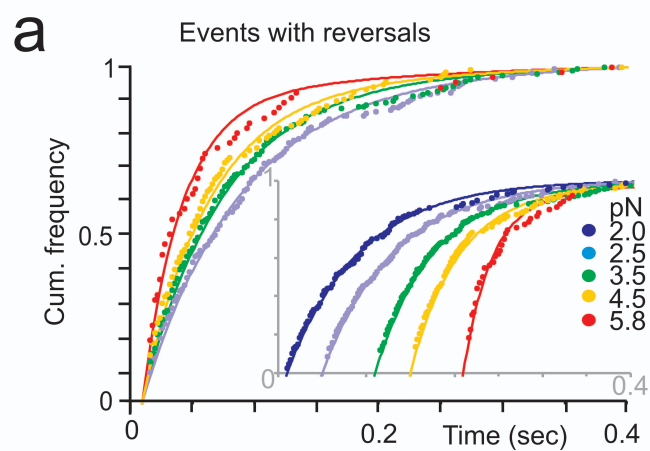 a
Events with reversals
Cum. frequency
1
0.5
0
0
0.2
Time (sec)
0.4
1
0
0.4
pN
2.0
2.5
3.5
4.5
5.8